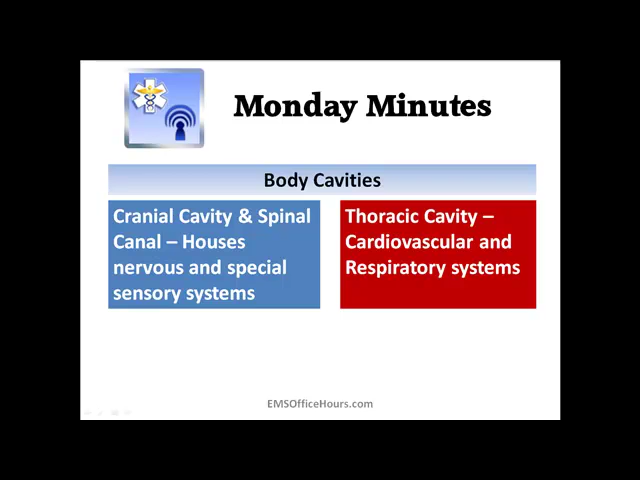 Monday Minutes
Body Cavities
Cranial Cavity & Spinal
Canal – Houses
nervous and special
sensory systems
Thoracic Cavity –
Cardiovascular and
Respiratory systems
EMSOfficeHours.com